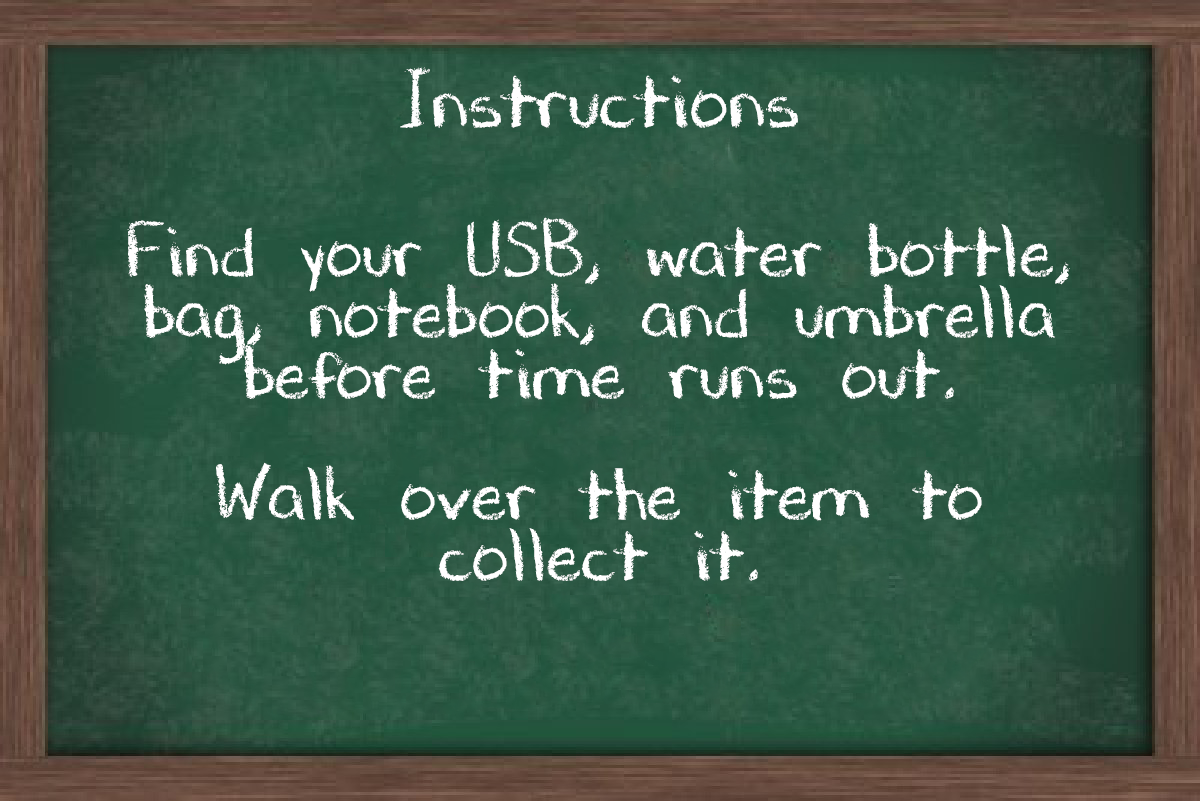 Instructions
Find your USB, water bottle,
bag, notebook, and umbrella
before time runs out.
Walk over the item to
collect it.